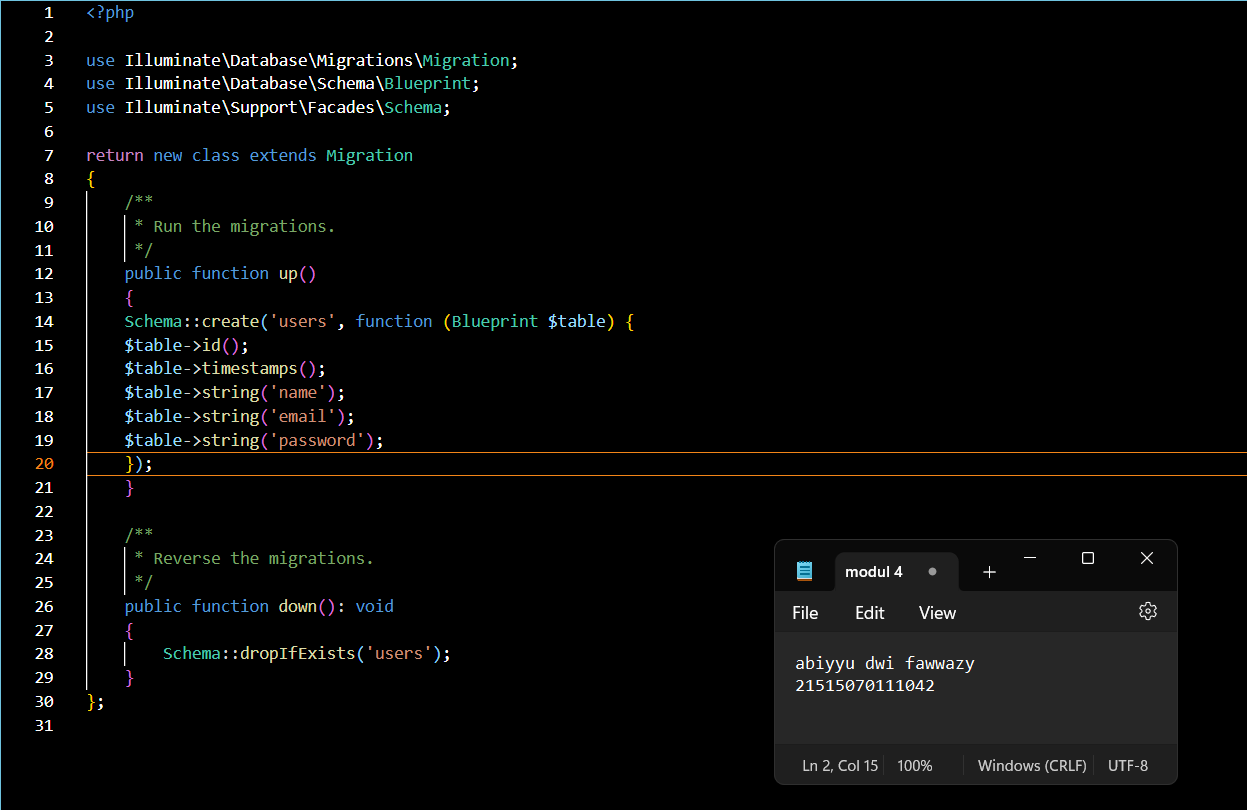 1 <?php
2
3 use Illuminate\Database\Migrations\Migration;
4 use Illuminate\Database\Schema\Blueprint;
5 use Illuminate\Support\Facades\Schema;
6
7 return new class extends Migration
8 {
9     /**
10      * Run the migrations.
11      */
12     public function up()
13     {
14     Schema::create('users', function (Blueprint $table) {
15     $table->id();
16     $table->timestamps();
17     $table->string('name');
18     $table->string('email');
19     $table->string('password');
20     });
21     }
22
23     /**
24      * Reverse the migrations.
25      */
26     public function down(): void
27     {
28         Schema::dropIfExists('users');
29     }
30 };
31
modul 4
File Edit View
abiyyu dwi fawwazy
21515070111042
Ln 2, Col 15 100% Windows (CRLF) UTF-8